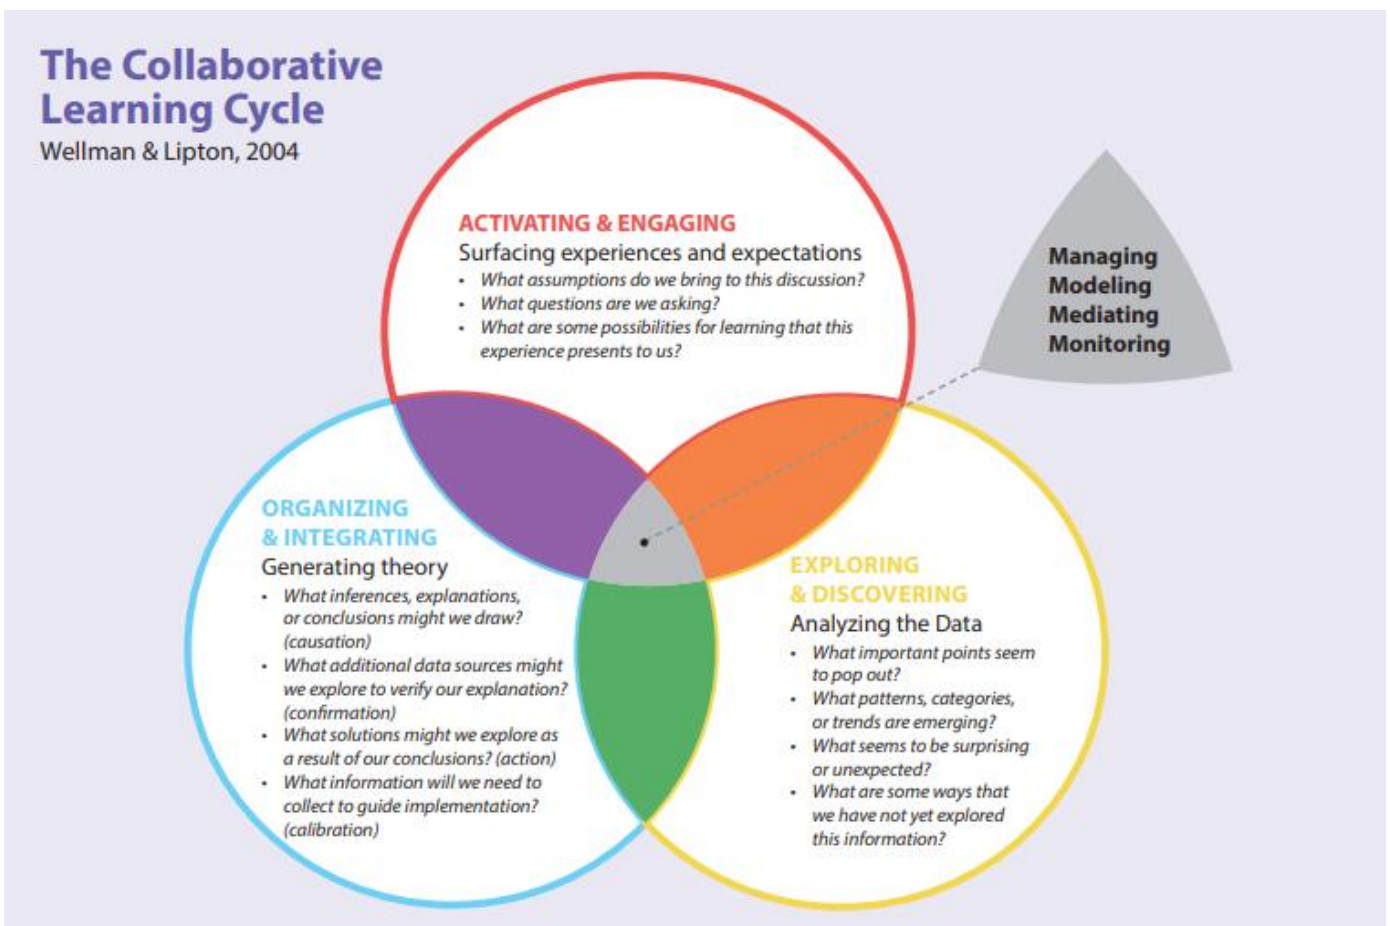 The Collaborative
Learning Cycle
Wellman & Lipton, 2004
ACTIVATING & ENGAGING
Surfacing experiences and expectations
• What assumptions do we bring to this discussion?
• What questions are we asking?
• What are some possibilities for learning that this
experience presents to us?
Managing
Modeling
Mediating
Monitoring
ORGANIZING
& INTEGRATING
Generating theory
• What inferences, explanations,
or conclusions might we draw?
(causation)
• What additional data sources might
we explore to verify our explanation?
(confirmation)
• What solutions might we explore as
a result of our conclusions? (action)
• What information will we need to
collect to guide implementation?
(calibration)
EXPLORING
& DISCOVERING
Analyzing the Data
• What important points seem
to pop out?
• What patterns, categories,
or trends are emerging?
• What seems to be surprising
or unexpected?
• What are some ways that
we have not yet explored
this information?